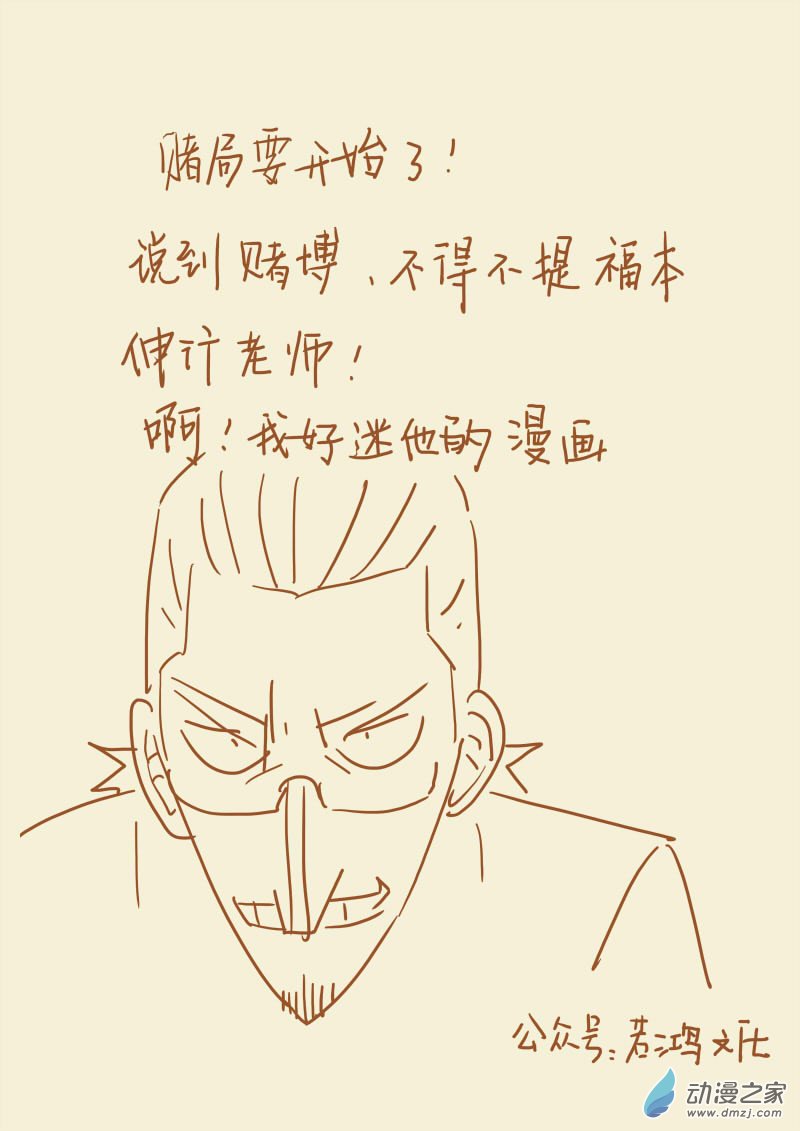 赌局要开始了!
说到赌博、不得不提福本
伸行老师!
啊!我好迷他的漫画
公众号:若鸿文化
动漫之家
www.dmzj.com